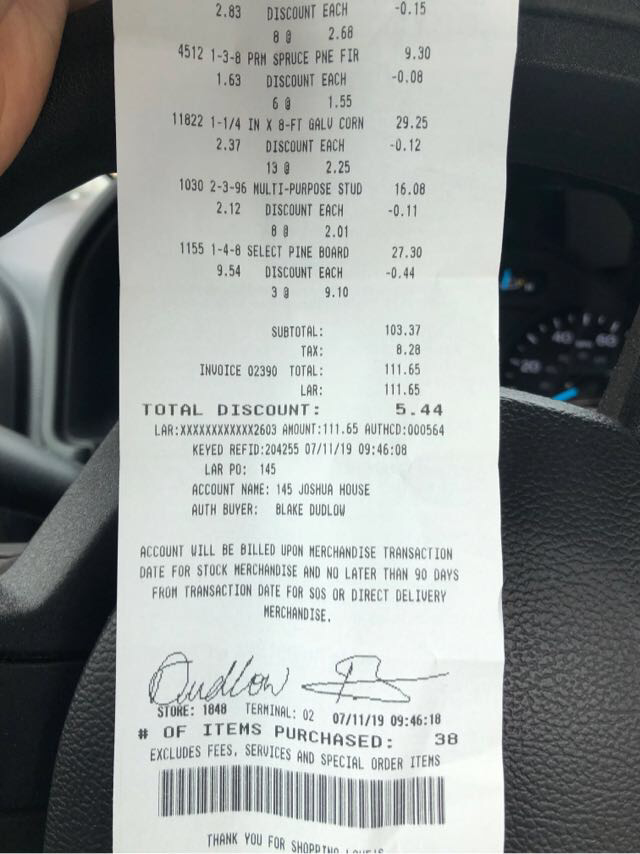 2.83 DISCOUNT EACH -0.15
8 @ 2.68
4512 1-3-8 PRM SPRUCE PNE FIR 9.30
1.63 DISCOUNT EACH -0.08
6 @ 1.55
11822 1-1/4 IN X 8-FT GALV CORN 29.25
2.37 DISCOUNT EACH -0.12
13 @ 2.25
1030 2-3-96 MULTI-PURPOSE STUD 16.08
2.12 DISCOUNT EACH -0.11
8 @ 2.01
1155 1-4-8 SELECT PINE BOARD 27.30
9.54 DISCOUNT EACH -0.44
3 @ 9.10
SUBTOTAL: 103.37
TAX: 8.28
INVOICE 02390 TOTAL: 111.65
LAR: 111.65
TOTAL DISCOUNT: 5.44
LAR:XXXXXXXXXXXX2603 AMOUNT:111.65 AUTHCD:000564
KEYED REFID:204255 07/11/19 09:46:08
LAR PO: 145
ACCOUNT NAME: 145 JOSHUA HOUSE
AUTH BUYER: BLAKE DUDLOW
ACCOUNT WILL BE BILLED UPON MERCHANDISE TRANSACTION
DATE FOR STOCK MERCHANDISE AND NO LATER THAN 90 DAYS
FROM TRANSACTION DATE FOR SOS OR DIRECT DELIVERY
MERCHANDISE.
Dudlow
STORE: 1848 TERMINAL: 02 07/11/19 09:46:18
# OF ITEMS PURCHASED: 38
EXCLUDES FEES, SERVICES AND SPECIAL ORDER ITEMS
THANK YOU FOR SHOPPING
20 40 60